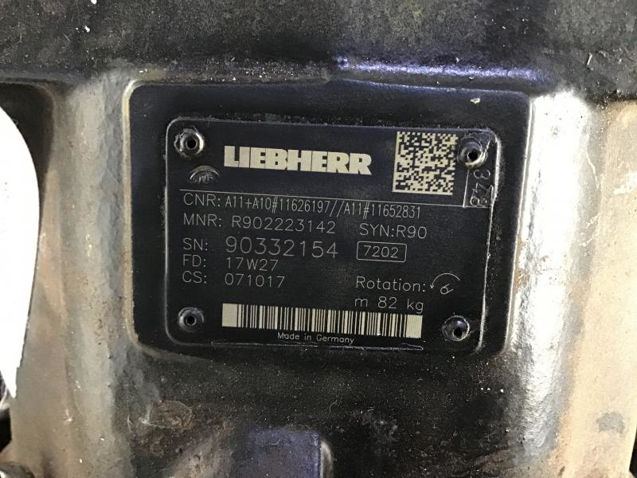 LIEBHERR
CNR: A11+A10#11626197//A11#11652831
MNR: R902223142 SYN:R90
SN: 90332154 7202
FD: 17W27
CS: 071017 Rotation:
m 82 kg
Made in Germany